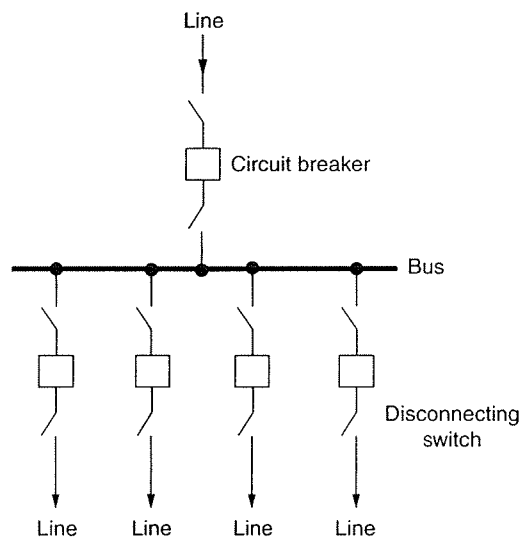 Line
Circuit breaker
Bus
Disconnecting
switch
Line
Line
Line
Line